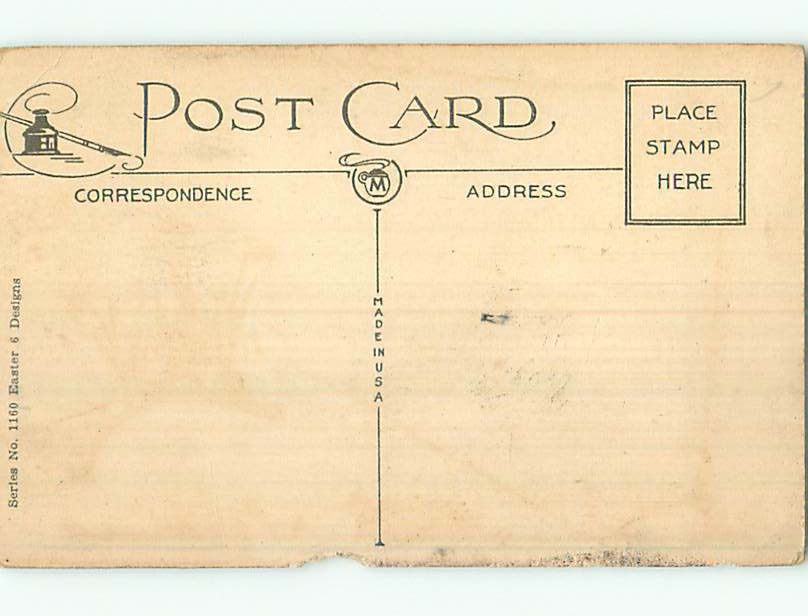 POST CARD
PLACE
STAMP
HERE
M
CORRESPONDENCE
ADDRESS
MADE IN USA
Series No. 1160 Easter 6 Designs